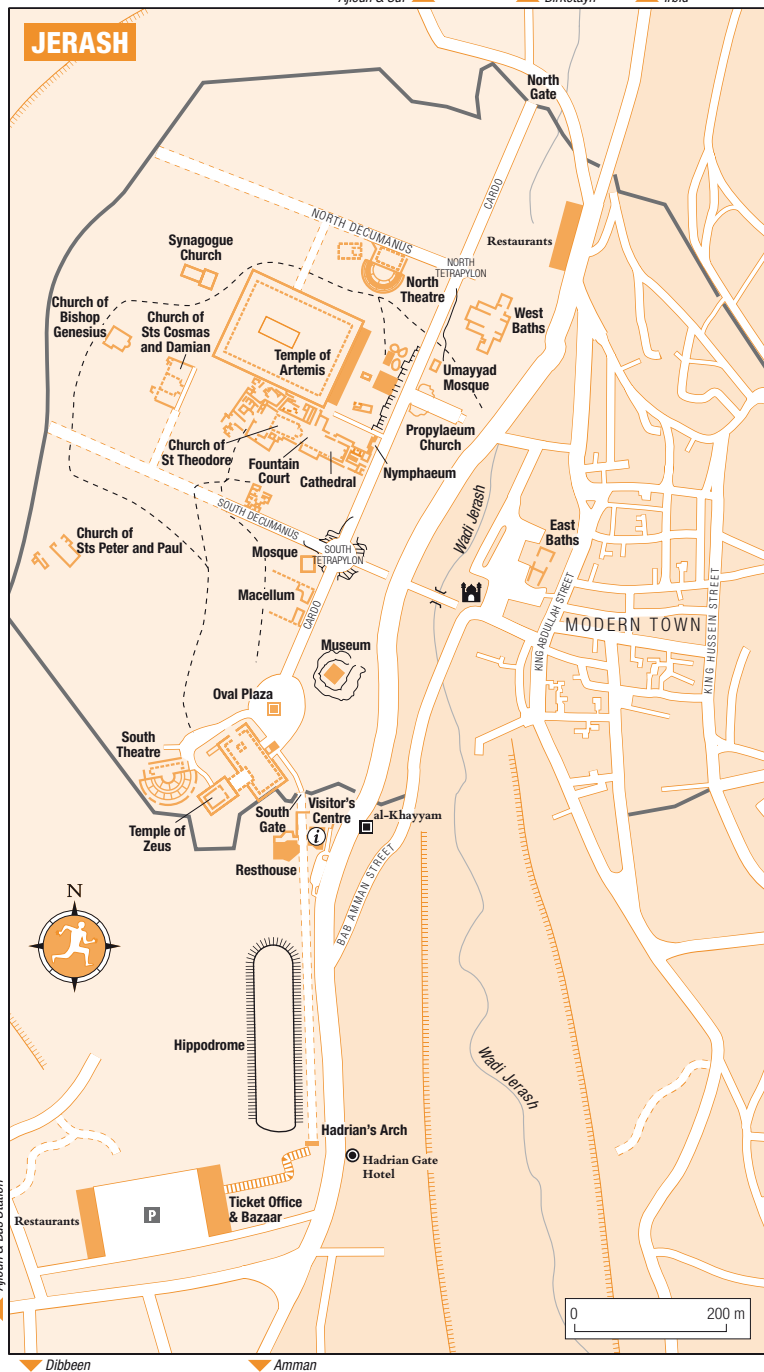 Birketayn
Irbid
JERASH
North
Gate
CARDO
NORTH DECUMANUS
Restaurants
Synagogue
Church
NORTH
TETRAPYLON
North
Theatre
Church of
Bishop
Genesius
Church of
Sts Cosmas
and Damian
West
Baths
Temple of
Artemis
Umayyad
Mosque
Propylaeum
Church
Church of
St Theodore
Fountain
Court
Cathedral
Nymphaeum
SOUTH DECUMANUS
Wadi Jerash
East
Baths
Church of
Sts Peter and Paul
Mosque
SOUTH
TETRAPYLON
Macellum
CARDO
KING ABDULLAH STREET
MODERN TOWN
KING HUSSEIN STREET
Museum
Oval Plaza
South
Theatre
Temple of
Zeus
South
Gate
Visitor's
Centre
i
al-Khayyam
Resthouse
BAB AMMAN STREET
N
Hippodrome
Wadi Jerash
Hadrian's Arch
Hadrian Gate
Hotel
Ticket Office
& Bazaar
Restaurants
P
0
200 m
Dibbeen
Amman